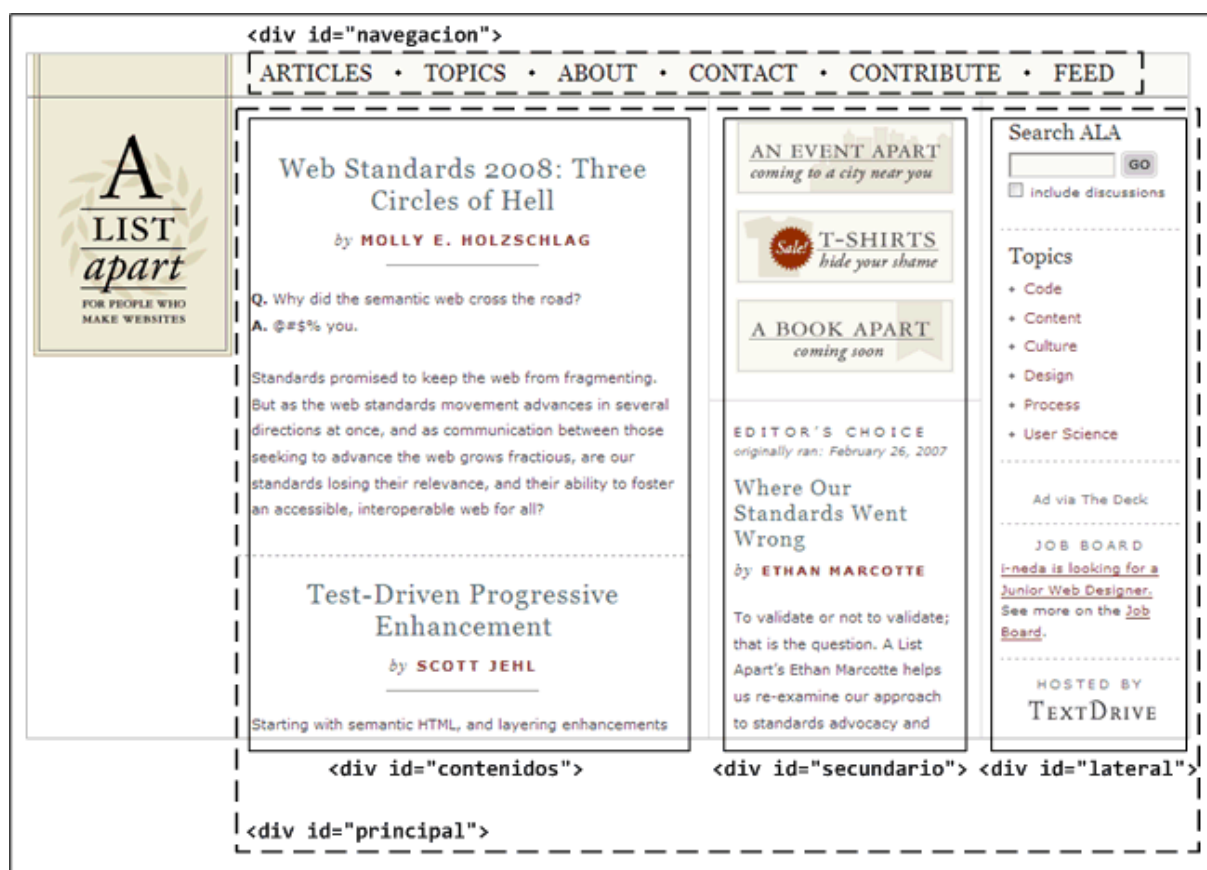 <div id="navegacion">
ARTICLES • TOPICS • ABOUT • CONTACT • CONTRIBUTE • FEED
A
LIST
apart
FOR PEOPLE WHO
MAKE WEBSITES
Web Standards 2008: Three
Circles of Hell
by MOLLY E. HOLZSCHLAG
Q. Why did the semantic web cross the road?
A. @#$% you.
Standards promised to keep the web from fragmenting.
But as the web standards movement advances in several
directions at once, and as communication between those
seeking to advance the web grows fractious, are our
standards losing their relevance, and their ability to foster
an accessible, interoperable web for all?
Test-Driven Progressive
Enhancement
by SCOTT JEHL
Starting with semantic HTML, and layering enhancements
AN EVENT APART
coming to a city near you
Sale! T-SHIRTS
hide your shame
A BOOK APART
coming soon
EDITOR'S CHOICE
originally ran: February 26, 2007
Where Our
Standards Went
Wrong
by ETHAN MARCOTTE
To validate or not to validate;
that is the question. A List
Apart's Ethan Marcotte helps
us re-examine our approach
to standards advocacy and
Search ALA
GO
include discussions
Topics
+ Code
+ Content
+ Culture
+ Design
+ Process
+ User Science
Ad via The Deck
JOB BOARD
i-neda is looking for a
Junior Web Designer.
See more on the Job
Board.
HOSTED BY
TEXTDRIVE
<div id="contenidos">
<div id="secundario">
<div id="lateral">
<div id="principal">